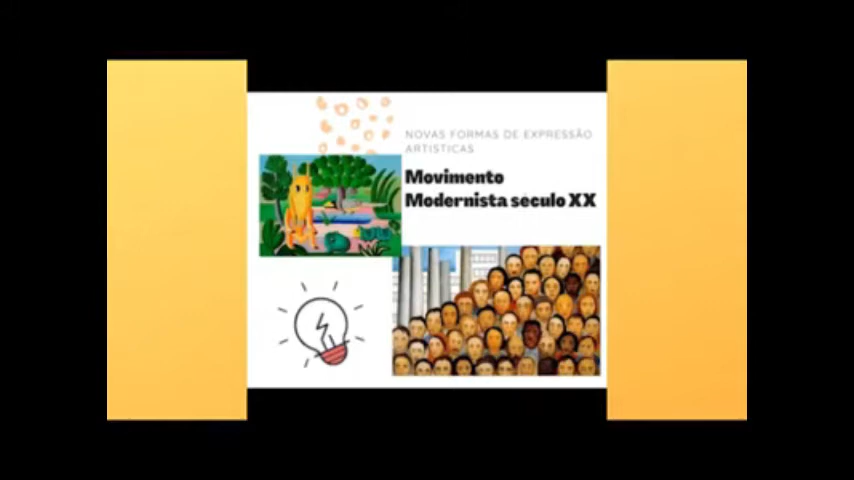 NOVAS FORMAS DE EXPRESSÃO
ARTISTICAS
Movimento
Modernista século XX